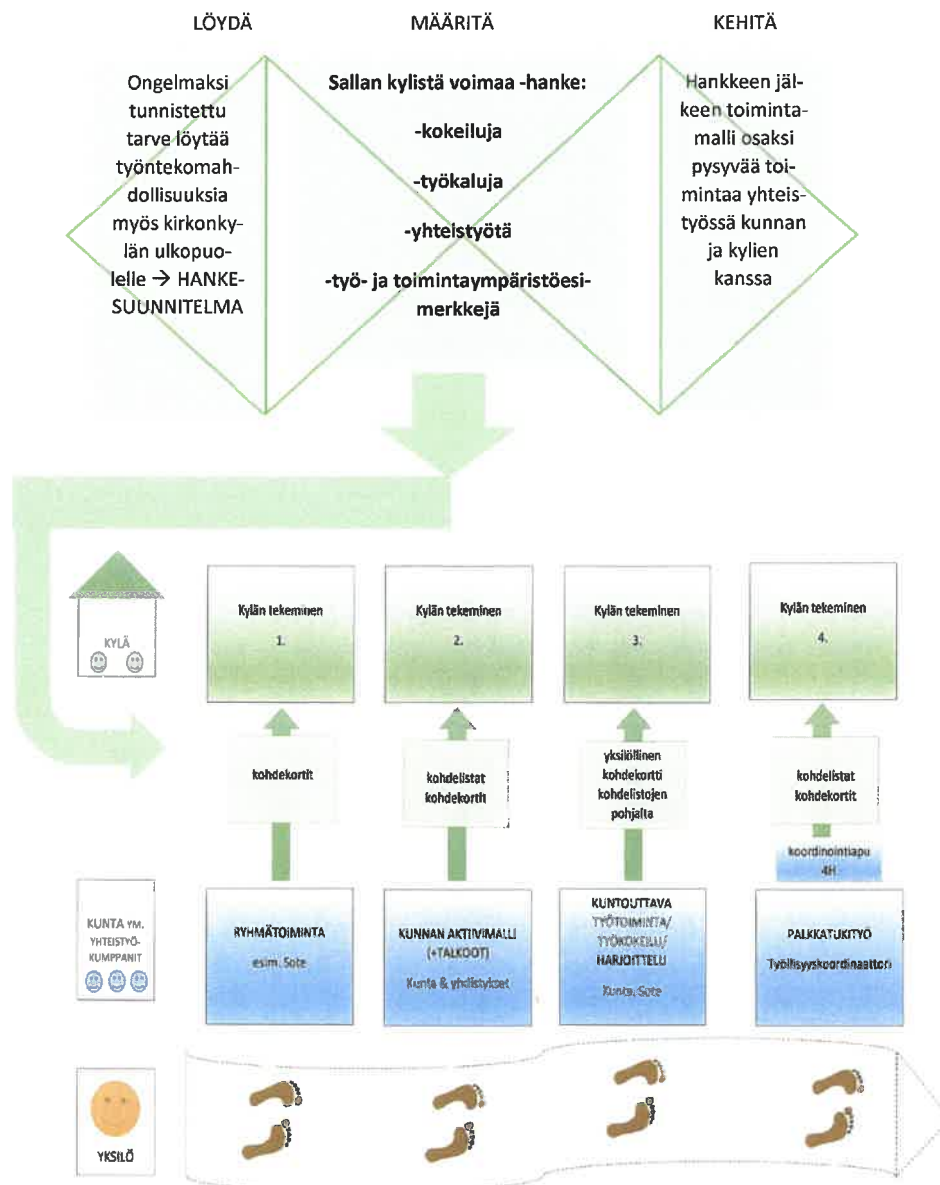 LÖYDÄ
MÄÄRITÄ
KEHITÄ
Ongelmaksi
tunnistettu
tarve löytää
työntekomah-
dollisuuksia
myös kirkonky-
län ulkopuo-
lelle → HANKE-
SUUNNITELMA
Sallan kylistä voimaa -hanke:
-kokeiluja
-työkaluja
-yhteistyötä
-työ- ja toimintaympäristöesi-
merkkejä
Hankkeen jäl-
keen toiminta-
malli osaksi
pysyvää toi-
mintaa yhteis-
työssä kunnan
ja kylien
kanssa
KYLÄ
Kylän tekeminen
1.
Kylän tekeminen
2.
Kylän tekeminen
3.
Kylän tekeminen
4.
kohdekortit
kohdelistat
kohdekortit
yksilöllinen
kohdekortti
kohdelistojen
pohjalta
kohdelistat
kohdekortit
koordinointiapu
4H
KUNTA YM.
YHTEISTYÖ-
KUMPPANIT
RYHMÄTOIMINTA
esim. Sote
KUNNAN AKTIIVIMALLI
(+TALKOOT)
Kunta & yhdistykset
KUNTOUTTAVA
TYÖTOIMINTA/
TYÖKOKEILU/
HARJOITTELU
Kunta, Sote
PALKKATUKITYÖ
Työllisyyskoordinaattori
YKSILÖ